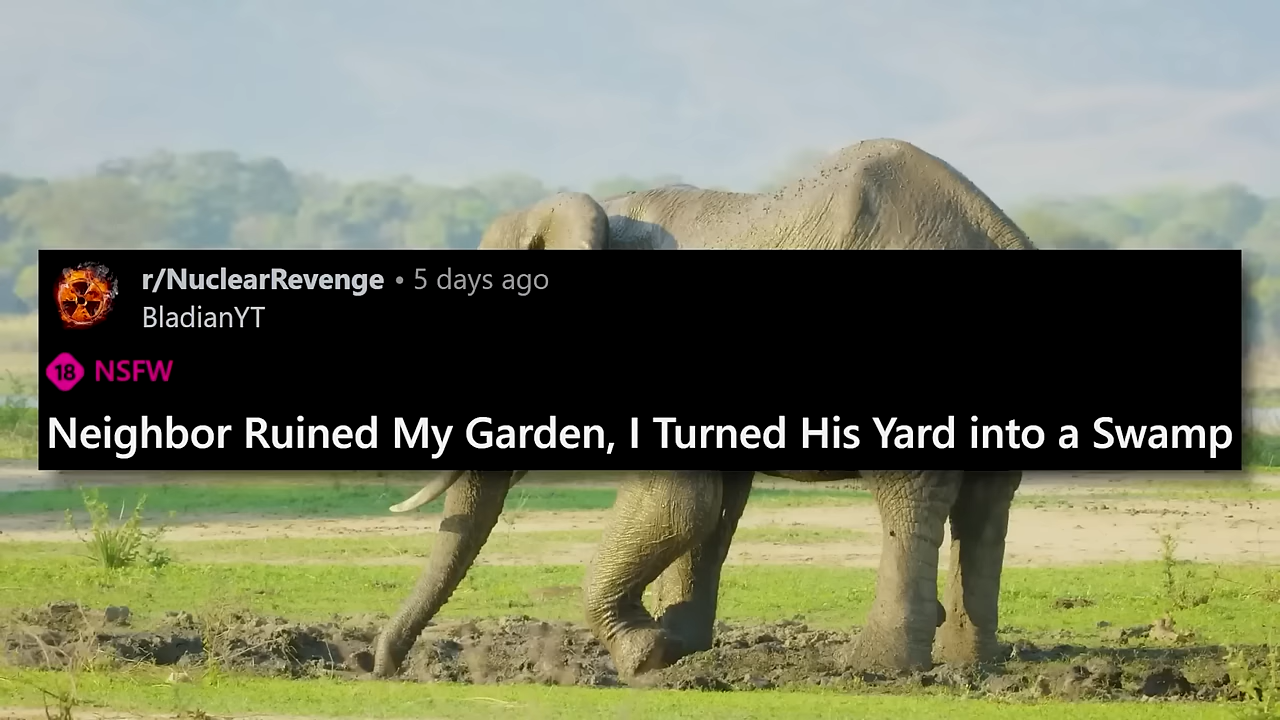 r/NuclearRevenge • 5 days ago
BladianYT
18 NSFW
Neighbor Ruined My Garden, I Turned His Yard into a Swamp